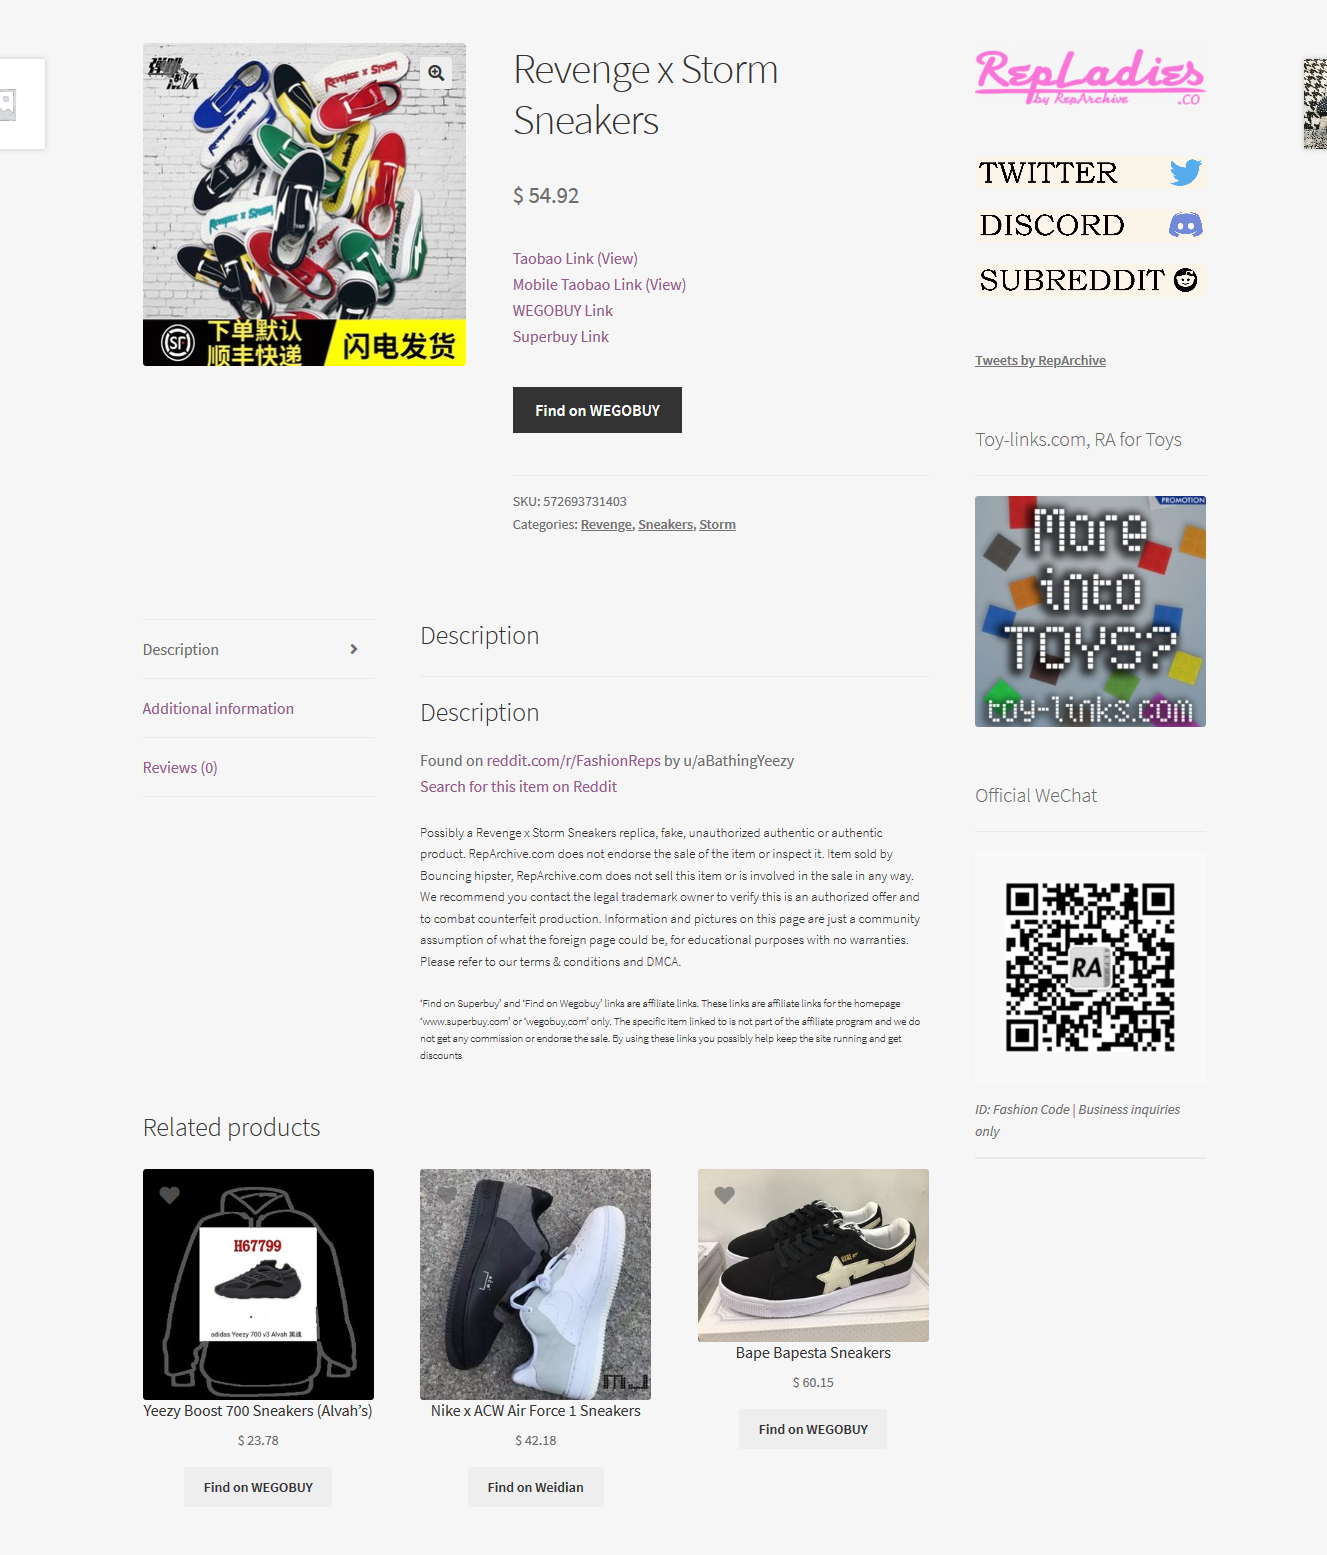 REVENGE x STORM
REVENGE x STORM
SF
下单默认
顺丰快递
闪电发货
Revenge x Storm
Sneakers
$ 54.92
Taobao Link (View)
Mobile Taobao Link (View)
WEGOBUY Link
Superbuy Link
Find on WEGOBUY
SKU: 572693731403
Categories: Revenge, Sneakers, Storm
RepLadies
by RepArchive .CO
TWITTER
DISCORD
SUBREDDIT
Tweets by RepArchive
Toy-links.com, RA for Toys
PROMOTION
More
into
TOYS?
toy-links.com
Official WeChat
RA
ID: Fashion Code | Business inquiries
only
Description
Additional information
Reviews (0)
Description
Description
Found on reddit.com/r/FashionReps by u/aBathingYeezy
Search for this item on Reddit
Possibly a Revenge x Storm Sneakers replica, fake, unauthorized authentic or authentic
product. RepArchive.com does not endorse the sale of the item or inspect it. Item sold by
Bouncing hipster, RepArchive.com does not sell this item or is involved in the sale in any way.
We recommend you contact the legal trademark owner to verify this is an authorized offer and
to combat counterfeit production. Information and pictures on this page are just a community
assumption of what the foreign page could be, for educational purposes with no warranties.
Please refer to our terms & conditions and DMCA.
'Find on Superbuy' and 'Find on Wegobuy' links are affiliate links. These links are affiliate links for the homepage
'www.superbuy.com' or 'wegobuy.com' only. The specific item linked to is not part of the affiliate program and we do
not get any commission or endorse the sale. By using these links you possibly help keep the site running and get
discounts
Related products
H67799
adidas Yeezy 700 v3 Alvah 黑魂
Yeezy Boost 700 Sneakers (Alvah’s)
$ 23.78
Find on WEGOBUY
MJ
Nike x ACW Air Force 1 Sneakers
$ 42.18
Find on Weidian
Bape Bapesta Sneakers
$ 60.15
Find on WEGOBUY